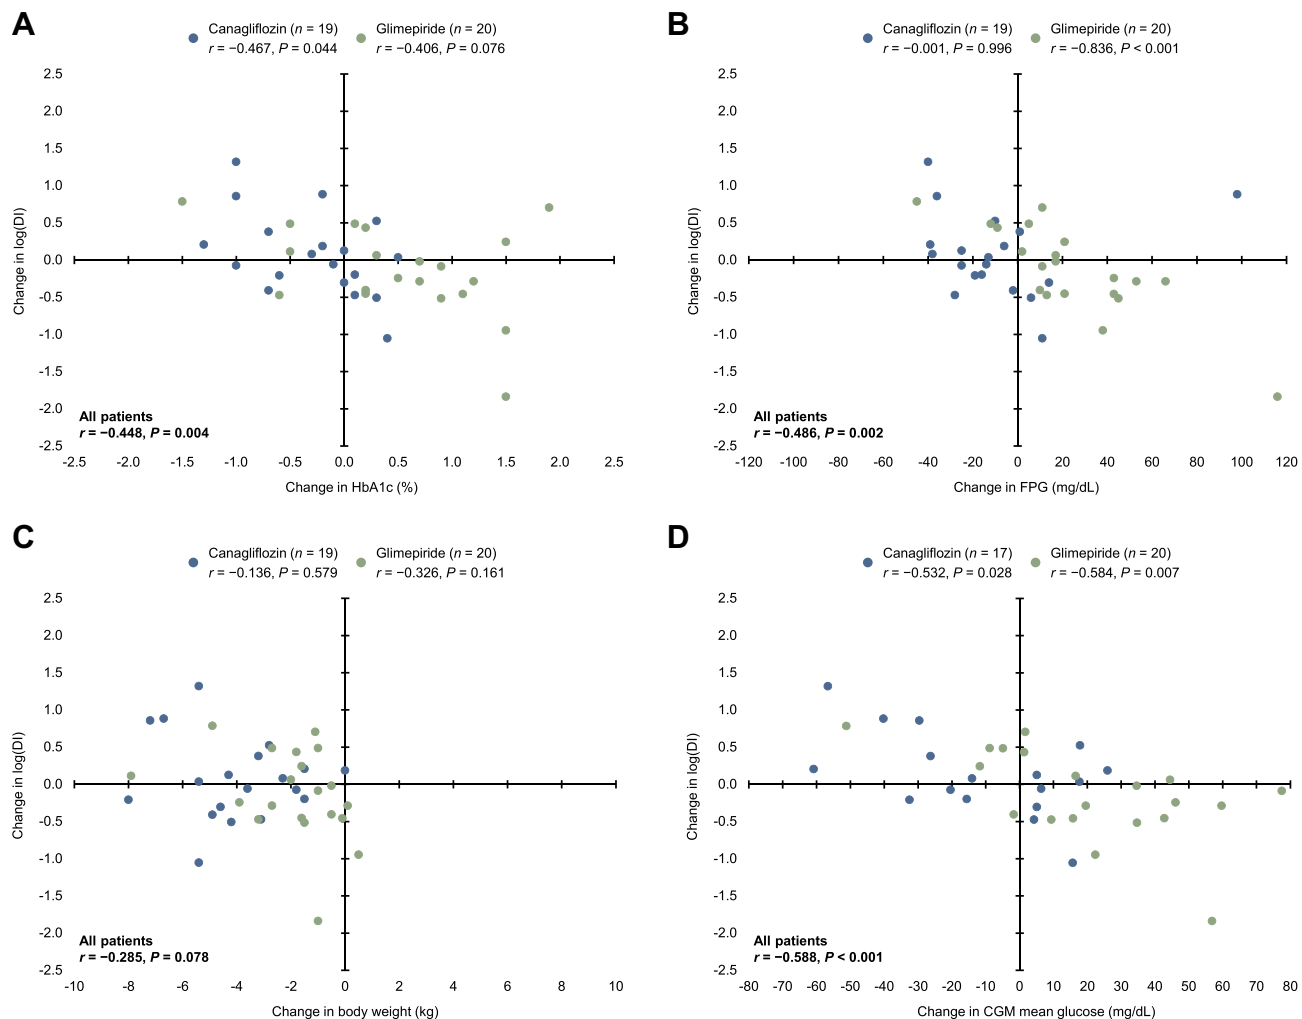 A
Canagliflozin (n = 19)
r = −0.467, P = 0.044
Glimepiride (n = 20)
r = −0.406, P = 0.076
2.5
2.0
1.5
1.0
0.5
0.0
-0.5
-1.0
-1.5
-2.0
-2.5
Change in log(DI)
All patients
r = −0.448, P = 0.004
-2.5 -2.0 -1.5 -1.0 -0.5 0.0 0.5 1.0 1.5 2.0 2.5
Change in HbA1c (%)
B
Canagliflozin (n = 19)
r = −0.001, P = 0.996
Glimepiride (n = 20)
r = −0.836, P < 0.001
2.5
2.0
1.5
1.0
0.5
0.0
-0.5
-1.0
-1.5
-2.0
-2.5
Change in log(DI)
All patients
r = −0.486, P = 0.002
-120 -100 -80 -60 -40 -20 0 20 40 60 80 100 120
Change in FPG (mg/dL)
C
Canagliflozin (n = 19)
r = −0.136, P = 0.579
Glimepiride (n = 20)
r = −0.326, P = 0.161
2.5
2.0
1.5
1.0
0.5
0.0
-0.5
-1.0
-1.5
-2.0
-2.5
Change in log(DI)
All patients
r = −0.285, P = 0.078
-10 -8 -6 -4 -2 0 2 4 6 8 10
Change in body weight (kg)
D
Canagliflozin (n = 17)
r = −0.532, P = 0.028
Glimepiride (n = 20)
r = −0.584, P = 0.007
2.5
2.0
1.5
1.0
0.5
0.0
-0.5
-1.0
-1.5
-2.0
-2.5
Change in log(DI)
All patients
r = −0.588, P < 0.001
-80 -70 -60 -50 -40 -30 -20 -10 0 10 20 30 40 50 60 70 80
Change in CGM mean glucose (mg/dL)